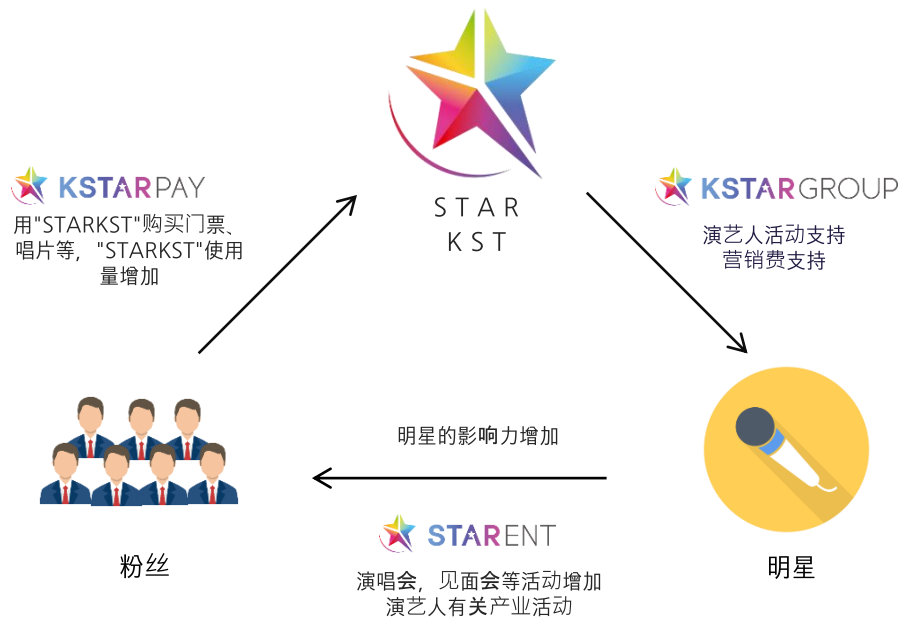 STAR
KST
KSTARPAY
用"STARKST"购买门票、
唱片等，"STARKST"使用
量增加
KSTARGROUP
演艺人活动支持
营销费支持
明星的影响力增加
STARENT
演唱会，见面会等活动增加
演艺人有关产业活动
粉丝
明星